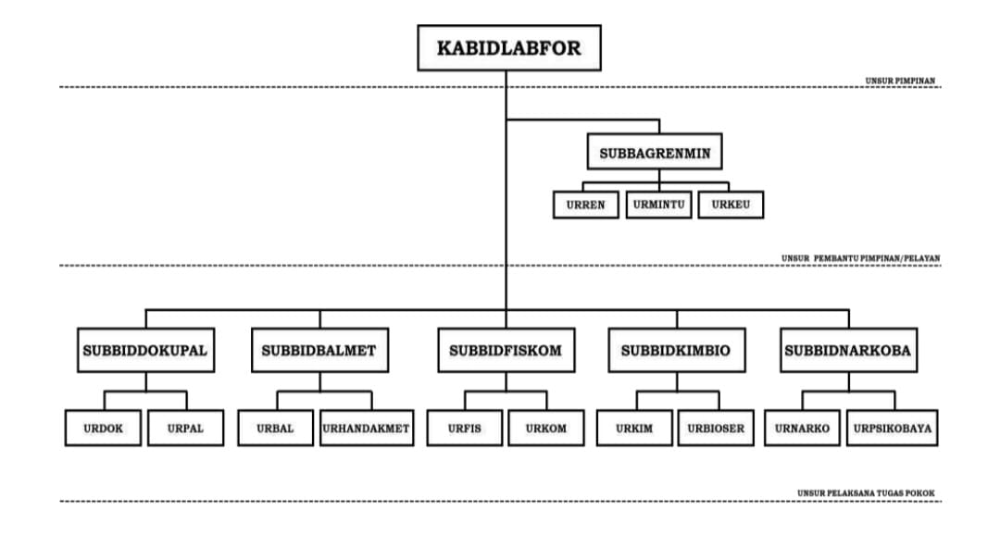 KABIDLABFOR
UNSUR PIMPINAN
SUBBAGRENMIN
URREN
URMINTU
URKEU
UNSUR PEMBANTU PIMPINAN/PELAYAN
SUBBIDDOKUPAL
SUBBIDBALMET
SUBBIDFISKOM
SUBBIDKIMBIO
SUBBIDNARKOBA
URDOK
URPAL
URBAL
URHANDAKMET
URFIS
URKOM
URKIM
URBIOSER
URNARKO
URPSIKOBAYA
UNSUR PELAKSANA TUGAS POKOK